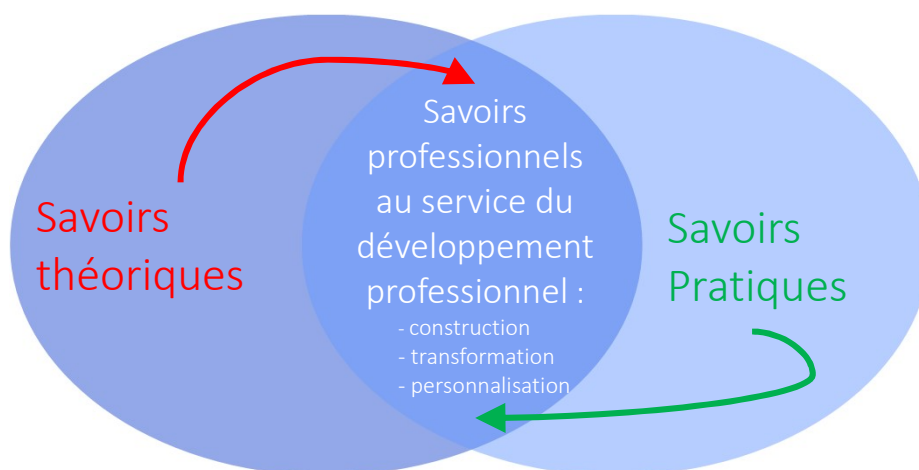 Savoirs
théoriques
Savoirs
professionnels
au service du
développement
professionnel :
- construction
- transformation
- personnalisation
Savoirs
Pratiques